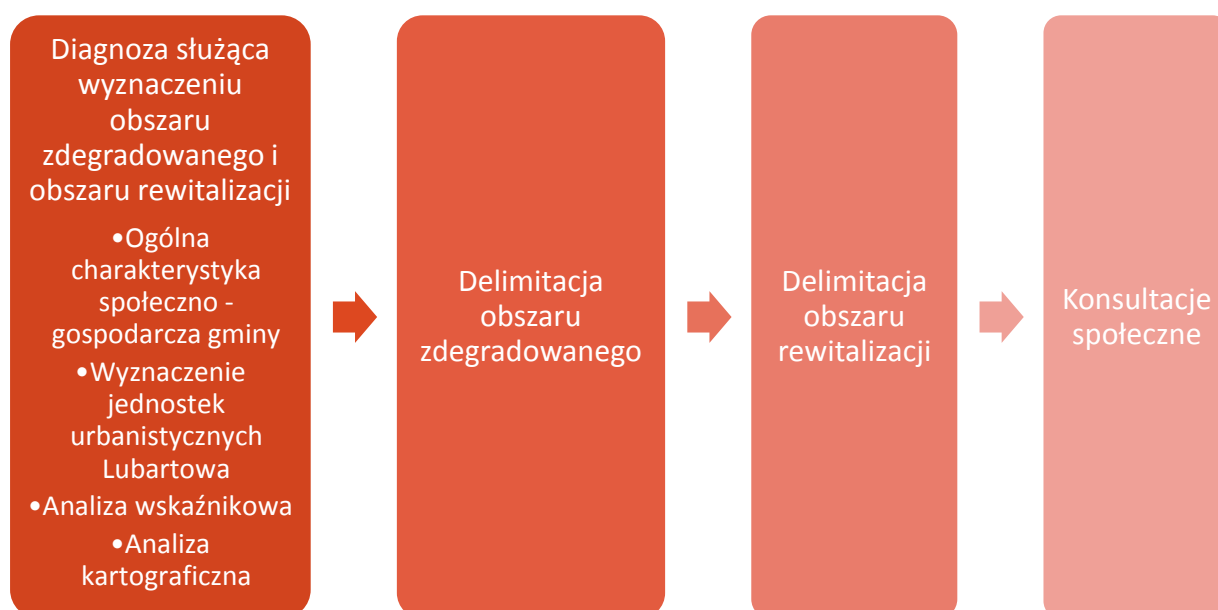 Diagnoza służąca
wyznaczeniu
obszaru
zdegradowanego i
obszaru rewitalizacji
•Ogólna
charakterystyka
społeczno -
gospodarcza gminy
•Wyznaczenie
jednostek
urbanistycznych
Lubartowa
•Analiza wskaźnikowa
•Analiza
kartograficzna
Delimitacja
obszaru
zdegradowanego
Delimitacja
obszaru
rewitalizacji
Konsultacje
społeczne